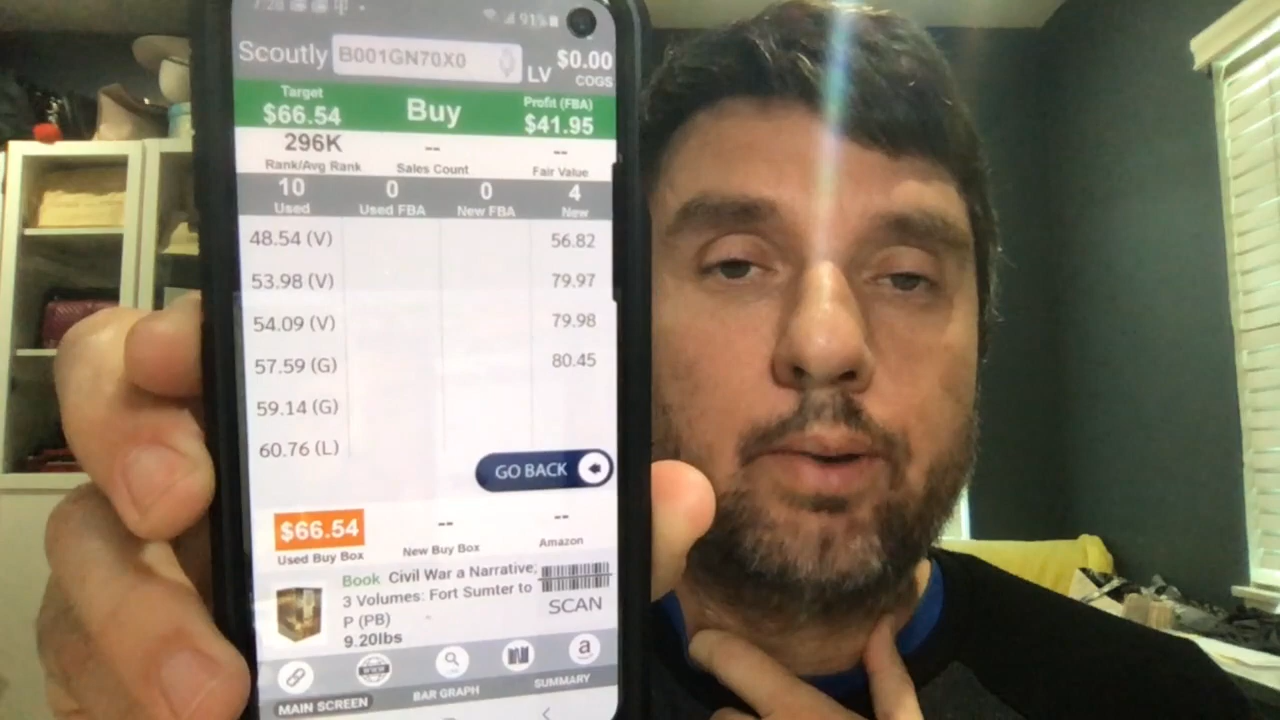 7:28 91%
Scoutly B001GN70X0 LV $0.00
COGS
Target Buy Profit (FBA)
$66.54 $41.95
296K -- --
Rank/Avg Rank Sales Count Fair Value
10 0 0 4
Used Used FBA New FBA New
48.54 (V) 56.82
53.98 (V) 79.97
54.09 (V) 79.98
57.59 (G) 80.45
59.14 (G)
60.76 (L)
GO BACK
$66.54 -- --
Used Buy Box New Buy Box Amazon
Book Civil War a Narrative;
3 Volumes: Fort Sumter to
P (PB)
9.20lbs
SCAN
WWW a
MAIN SCREEN BAR GRAPH SUMMARY